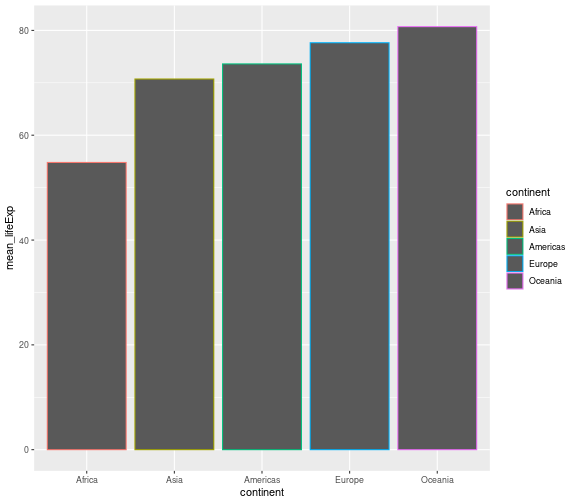 80
60
40
20
0
mean_lifeExp
Africa
Asia
Americas
Europe
Oceania
continent
continent
Africa
Asia
Americas
Europe
Oceania